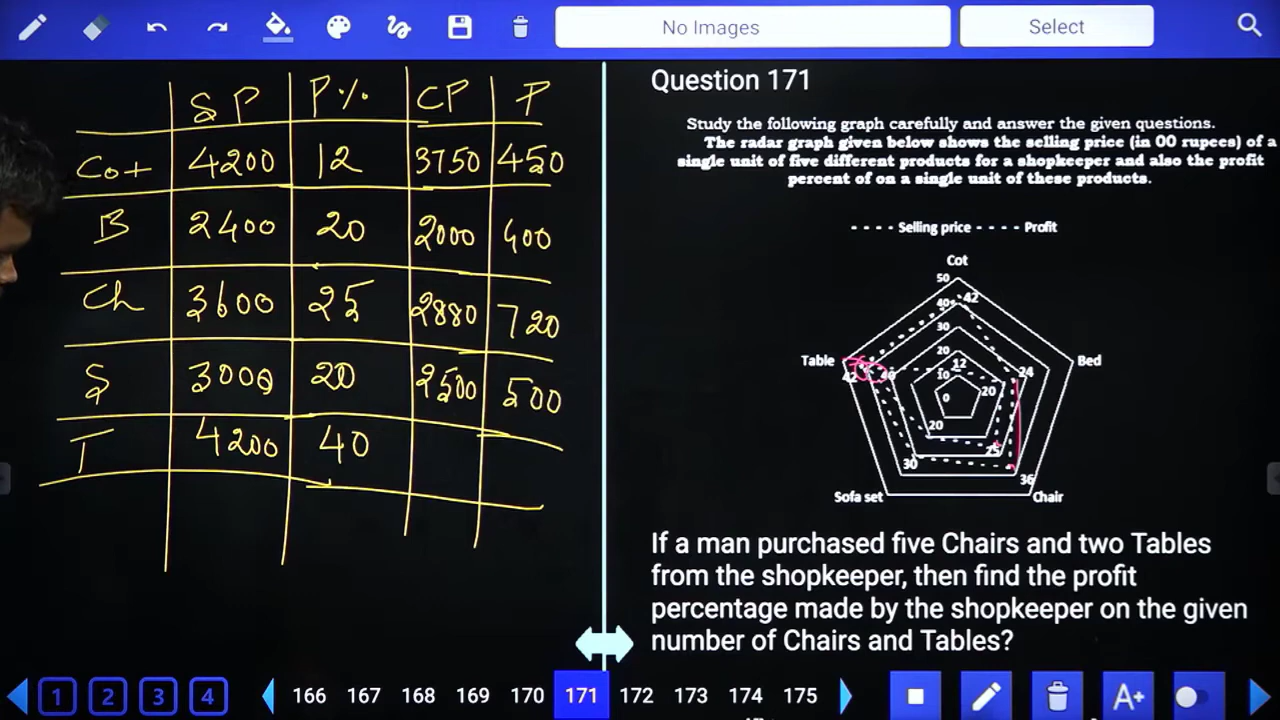 No Images
Select
S P P% CP P
Cot 4200 12 3750 450
B 2400 20 2000 400
Ch 3600 25 2880 720
S 3000 20 2500 500
T 4200 40
Question 171
Study the following graph carefully and answer the given questions.
The radar graph given below shows the selling price (in 00 rupees) of a
single unit of five different products for a shopkeeper and also the profit
percent of on a single unit of these products.
---- Selling price ---- Profit
Cot
50
42
40
30
20
12
10
0
Table
42
40
Bed
24
20
20
25
30
36
Sofa set
Chair
If a man purchased five Chairs and two Tables
from the shopkeeper, then find the profit
percentage made by the shopkeeper on the given
number of Chairs and Tables?
1 2 3 4 166 167 168 169 170 171 172 173 174 175 A+